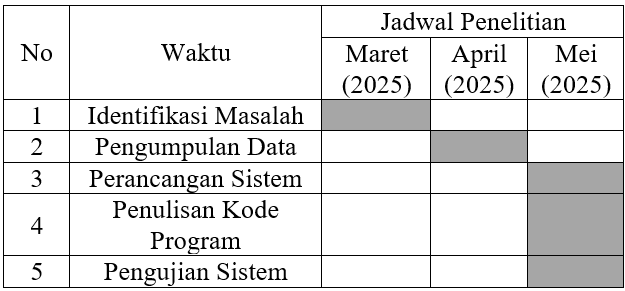 No
Waktu
Jadwal Penelitian
Maret
(2025)
April
(2025)
Mei
(2025)
1
Identifikasi Masalah
2
Pengumpulan Data
3
Perancangan Sistem
4
Penulisan Kode
Program
5
Pengujian Sistem